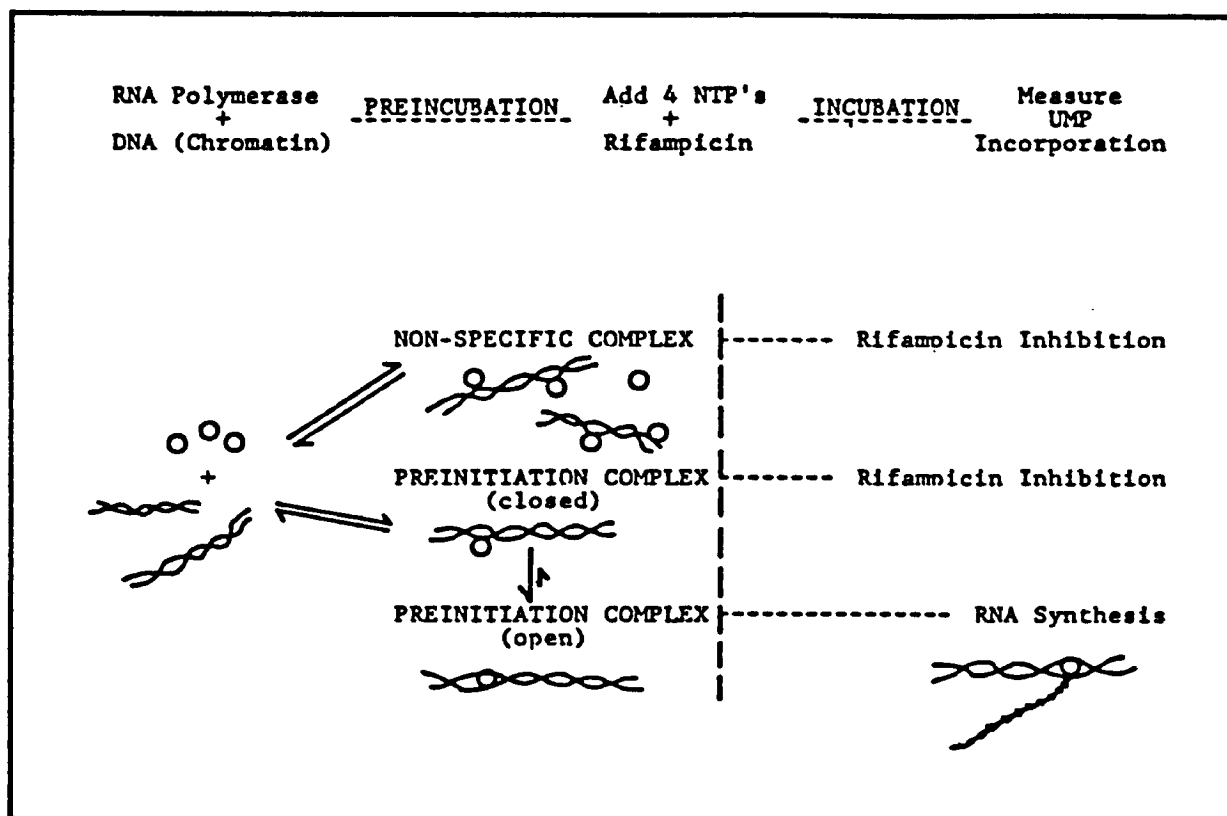 RNA Polymerase
+
DNA (Chromatin)
PREINCUBATION
Add 4 NTP's
+
Rifampicin
INCUBATION
Measure
UMP
Incorporation
NON-SPECIFIC COMPLEX
Rifampicin Inhibition
+
PREINITIATION COMPLEX
(closed)
Rifampicin Inhibition
PREINITIATION COMPLEX
(open)
RNA Synthesis